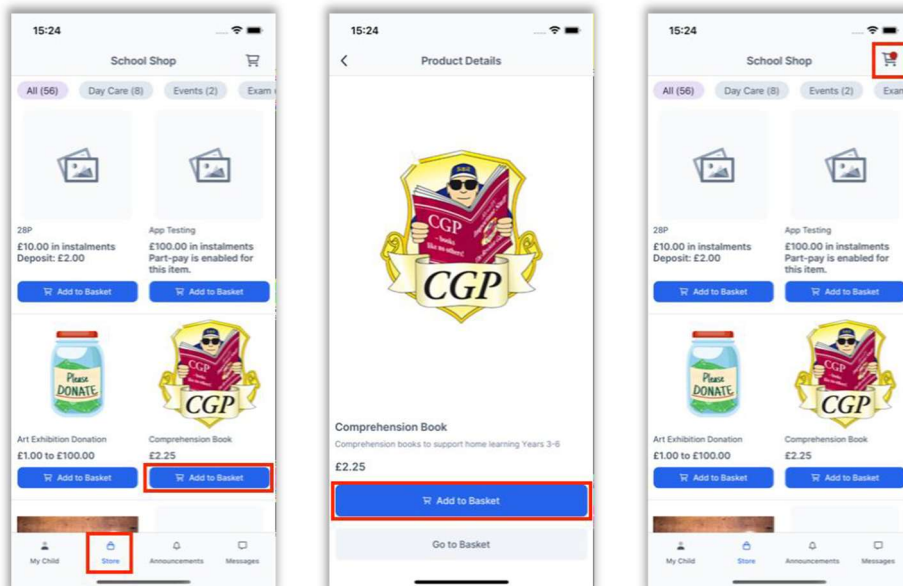 15:24
School Shop
All (56) Day Care (8) Events (2) Exam
28P
£10.00 in instalments
Deposit: £2.00
Add to Basket
App Testing
£100.00 in instalments
Part-pay is enabled for
this item.
Add to Basket
Please
DONATE
Art Exhibition Donation
£1.00 to £100.00
Add to Basket
CGP
CGP
Comprehension Book
£2.25
Add to Basket
My Child Store Announcements Messages
15:24
Product Details
CGP
- books
like no other!
CGP
Comprehension Book
Comprehension books to support home learning Years 3-6
£2.25
Add to Basket
Go to Basket
15:24
School Shop
All (56) Day Care (8) Events (2) Exam
28P
£10.00 in instalments
Deposit: £2.00
Add to Basket
App Testing
£100.00 in instalments
Part-pay is enabled for
this item.
Add to Basket
Please
DONATE
Art Exhibition Donation
£1.00 to £100.00
Add to Basket
CGP
CGP
Comprehension Book
£2.25
Add to Basket
My Child Store Announcements Messages